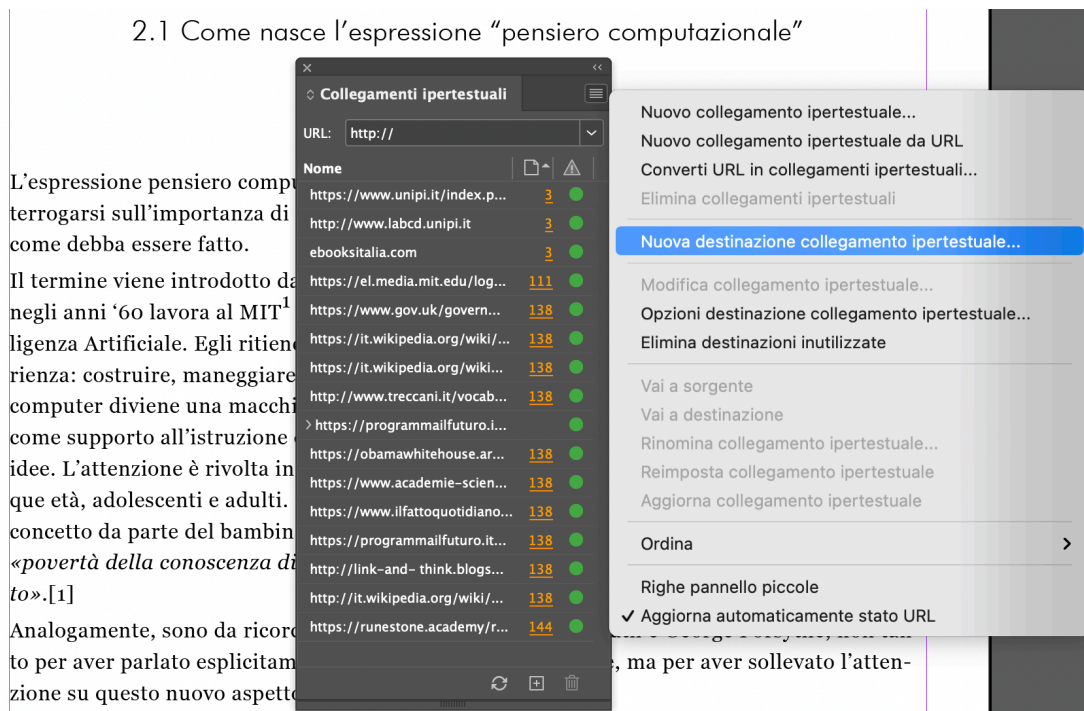 2.1 Come nasce l’espressione “pensiero computazionale”
Collegamenti ipertestuali
URL: http://
Nome
https://www.unipi.it/index.p... 3
http://www.labcd.unipi.it 3
ebooksitalia.com 3
https://el.media.mit.edu/log... 111
https://www.gov.uk/govern... 138
https://it.wikipedia.org/wiki/... 138
https://it.wikipedia.org/wiki... 138
http://www.treccani.it/vocab... 138
https://programmailfuturo.i...
https://obamawhitehouse.ar... 138
https://www.academie-scien... 138
https://www.ilfattoquotidiano... 138
https://programmailfuturo.it... 138
http://link-and- think.blogs... 138
http://it.wikipedia.org/wiki/... 138
https://runestone.academy/r... 144
Nuovo collegamento ipertestuale...
Nuovo collegamento ipertestuale da URL
Converti URL in collegamenti ipertestuali...
Elimina collegamenti ipertestuali
Nuova destinazione collegamento ipertestuale...
Modifica collegamento ipertestuale...
Opzioni destinazione collegamento ipertestuale...
Elimina destinazioni inutilizzate
Vai a sorgente
Vai a destinazione
Rinomina collegamento ipertestuale...
Reimposta collegamento ipertestuale
Aggiorna collegamento ipertestuale
Ordina
Righe pannello piccole
✓ Aggiorna automaticamente stato URL
L’espressione pensiero compu
terrogarsi sull’importanza di
come debba essere fatto.
Il termine viene introdotto da
negli anni ‘60 lavora al MIT1
ligenza Artificiale. Egli ritiene
rienza: costruire, maneggiare
computer diviene una macchi
come supporto all’istruzione
idee. L’attenzione è rivolta in
que età, adolescenti e adulti.
concetto da parte del bambin
«povertà della conoscenza di
to».[1]
Analogamente, sono da ricord
to per aver parlato esplicitam , ma per aver sollevato l’atten-
zione su questo nuovo aspetto